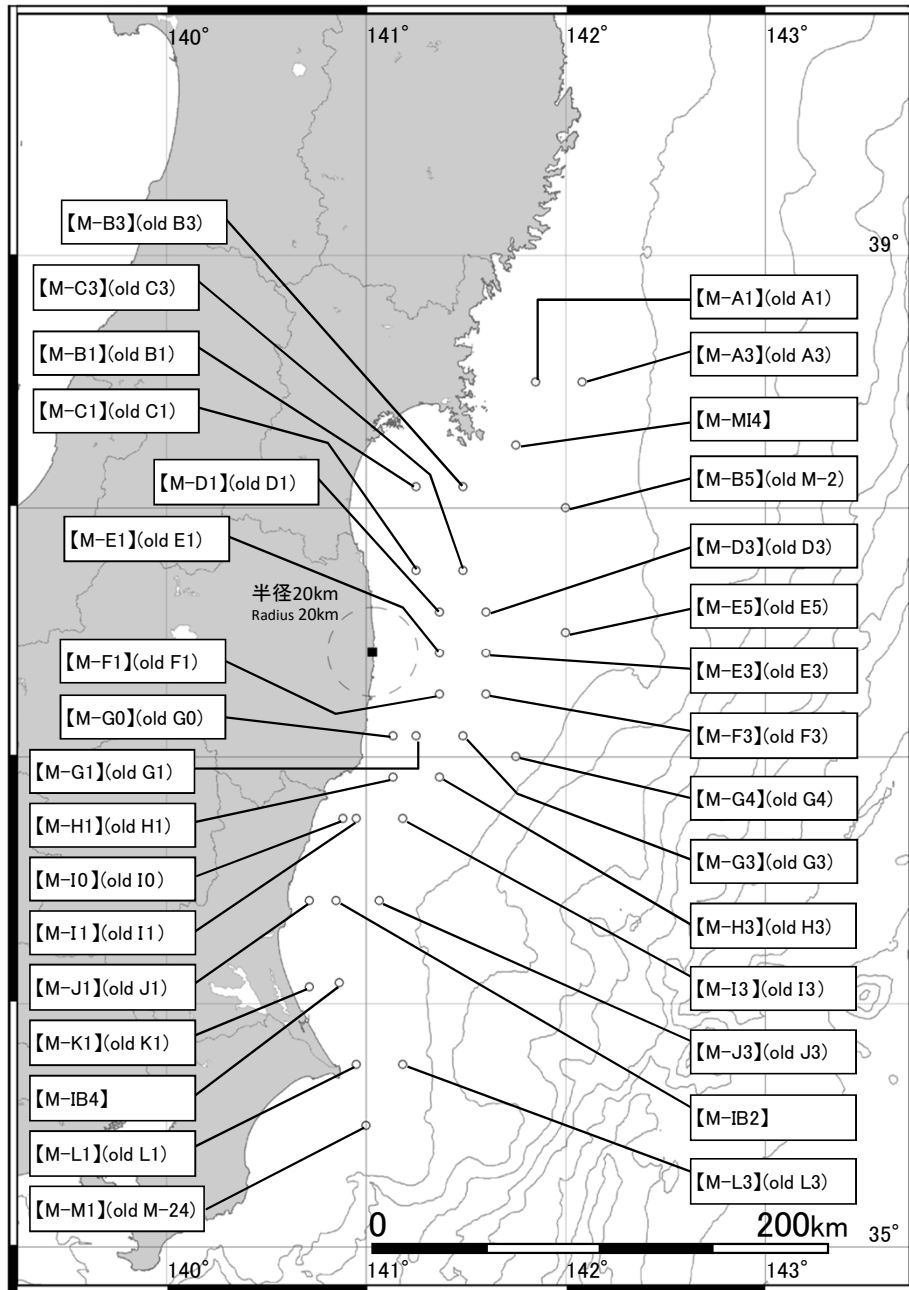 140°
141°
142°
143°
【M-B3】(old B3)
39°
【M-C3】(old C3)
【M-A1】(old A1)
【M-B1】(old B1)
【M-A3】(old A3)
【M-C1】(old C1)
【M-MI4】
【M-D1】(old D1)
【M-B5】(old M-2)
【M-E1】(old E1)
【M-D3】(old D3)
半径20km
Radius 20km
【M-E5】(old E5)
【M-F1】(old F1)
【M-E3】(old E3)
【M-G0】(old G0)
【M-F3】(old F3)
【M-G1】(old G1)
【M-G4】(old G4)
【M-H1】(old H1)
【M-G3】(old G3)
【M-I0】(old I0)
【M-H3】(old H3)
【M-I1】(old I1)
【M-I3】(old I3)
【M-J1】(old J1)
【M-J3】(old J3)
【M-K1】(old K1)
【M-IB4】
【M-IB2】
【M-L1】(old L1)
【M-L3】(old L3)
【M-M1】(old M-24)
0
200km
35°
140°
141°
142°
143°